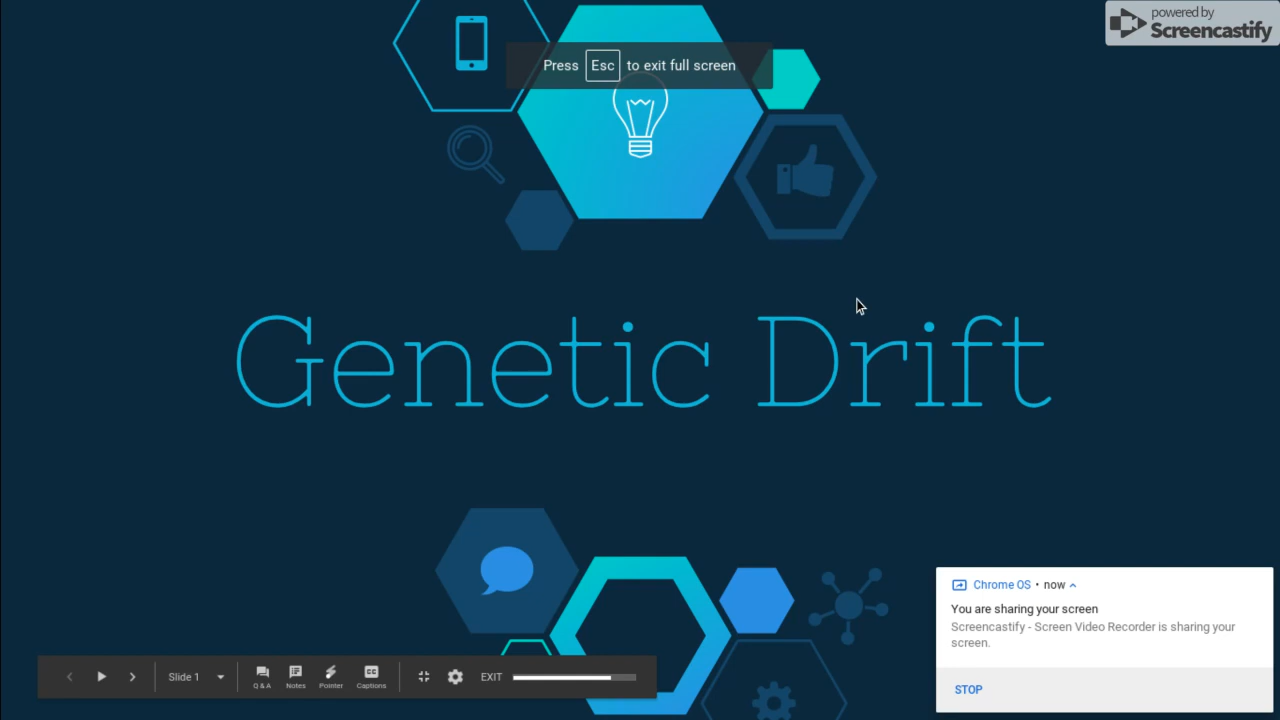 powered by
Screencastify
Press Esc to exit full screen
Genetic Drift
Chrome OS • now
You are sharing your screen
Screencastify - Screen Video Recorder is sharing your
screen.
STOP
Slide 1
Q & A
Notes
Pointer
CC
Captions
EXIT